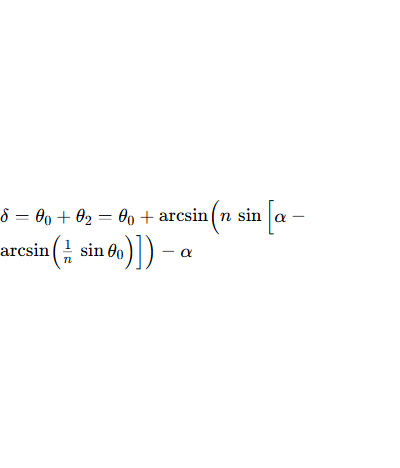 δ = θ₀ + θ₂ = θ₀ + arcsin(n sin[α −
arcsin(1/n sin θ₀)]) − α